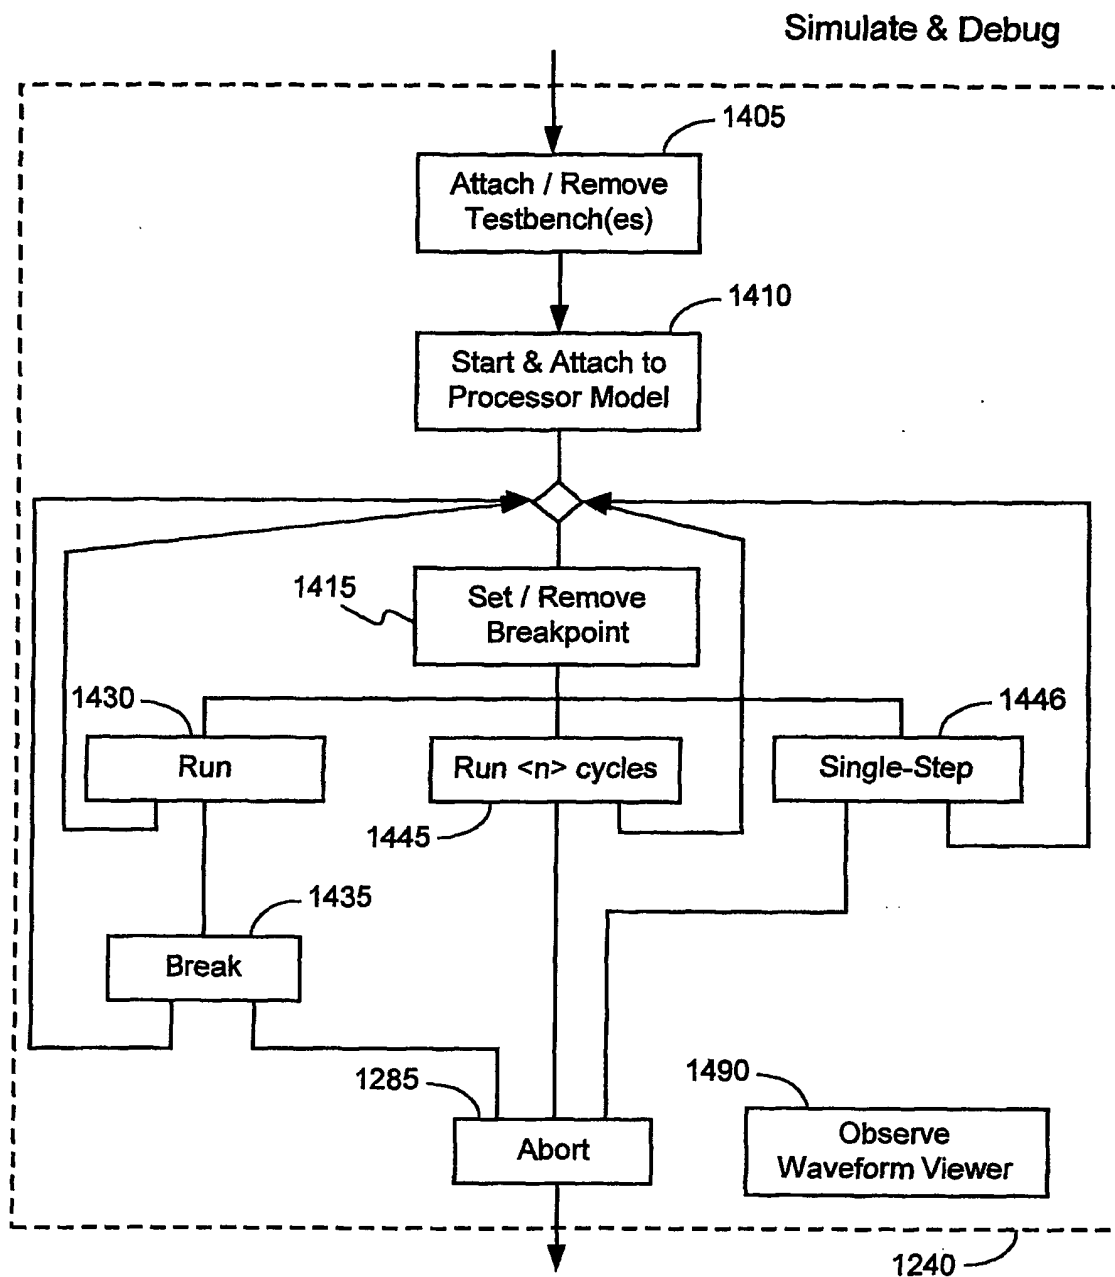 Simulate & Debug
1405
Attach / Remove
Testbench(es)
1410
Start & Attach to
Processor Model
1415
Set / Remove
Breakpoint
1430
1446
Run
Run <n> cycles
Single-Step
1445
1435
Break
1285
1490
Abort
Observe
Waveform Viewer
1240